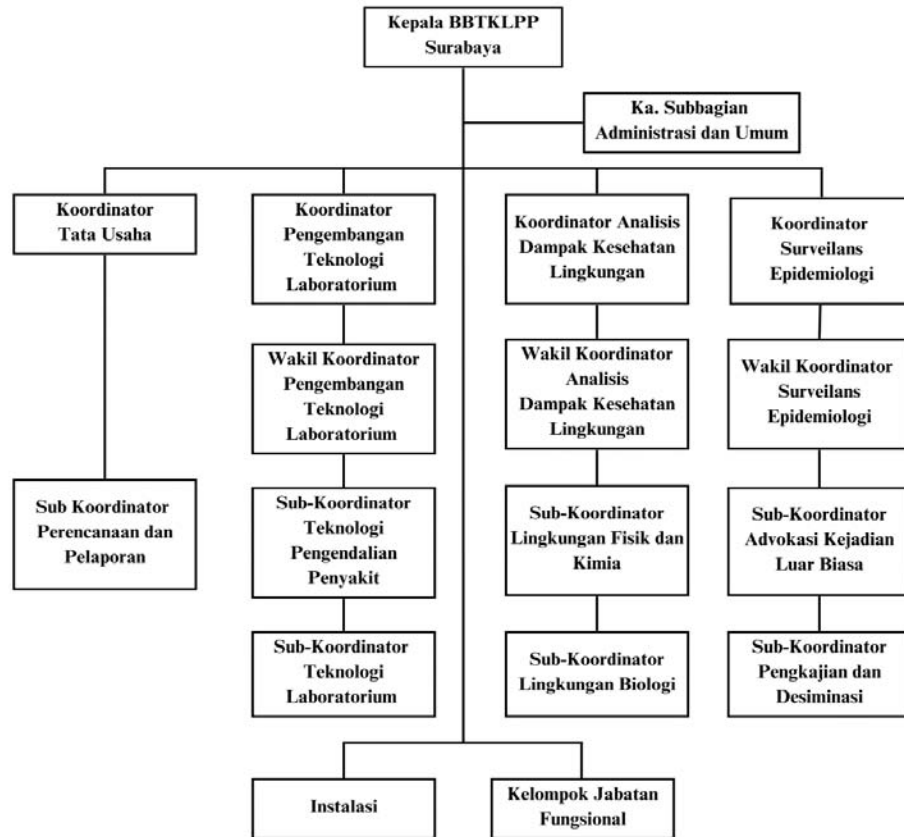 Kepala BBTKLPP
Surabaya
Ka. Subbagian
Administrasi dan Umum
Koordinator
Tata Usaha
Koordinator
Pengembangan
Teknologi
Laboratorium
Koordinator Analisis
Dampak Kesehatan
Lingkungan
Koordinator
Surveilans
Epidemiologi
Wakil Koordinator
Pengembangan
Teknologi
Laboratorium
Wakil Koordinator
Analisis
Dampak Kesehatan
Lingkungan
Wakil Koordinator
Surveilans
Epidemiologi
Sub Koordinator
Perencanaan dan
Pelaporan
Sub-Koordinator
Teknologi
Pengendalian
Penyakit
Sub-Koordinator
Lingkungan Fisik dan
Kimia
Sub-Koordinator
Advokasi Kejadian
Luar Biasa
Sub-Koordinator
Teknologi
Laboratorium
Sub-Koordinator
Lingkungan Biologi
Sub-Koordinator
Pengkajian dan
Desiminasi
Instalasi
Kelompok Jabatan
Fungsional